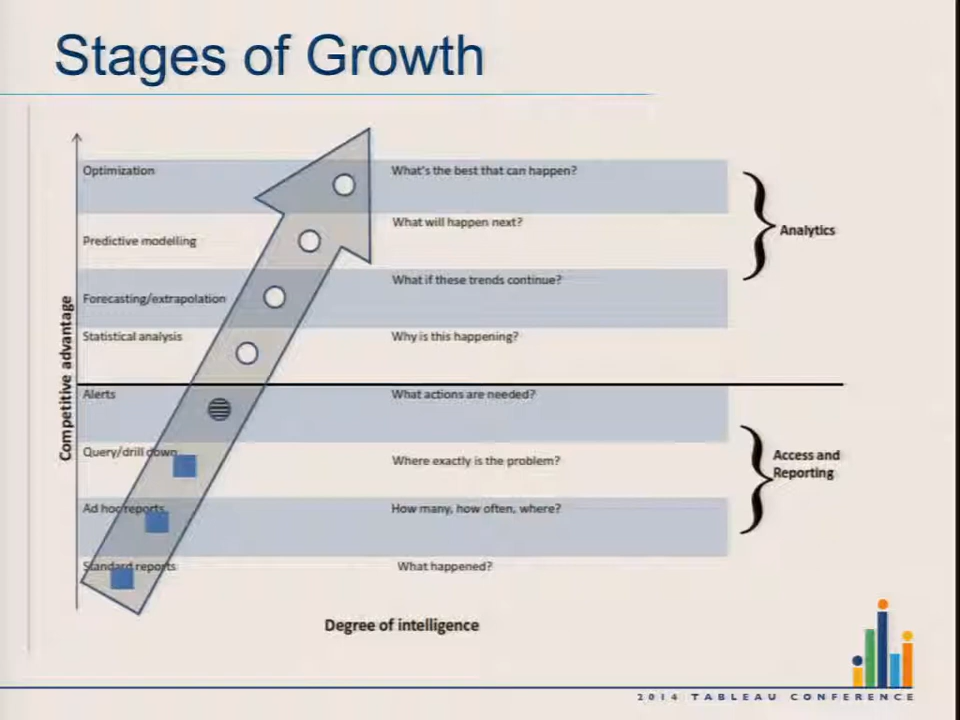 Stages of Growth
Optimization
What's the best that can happen?
What will happen next?
Analytics
Predictive modelling
What if these trends continue?
Forecasting/extrapolation
Statistical analysis
Why is this happening?
Competitive advantage
Alerts
What actions are needed?
Query/drill down
Where exactly is the problem?
Access and
Reporting
Ad hoc reports
How many, how often, where?
Standard reports
What happened?
Degree of intelligence
2014 TABLEAU CONFERENCE